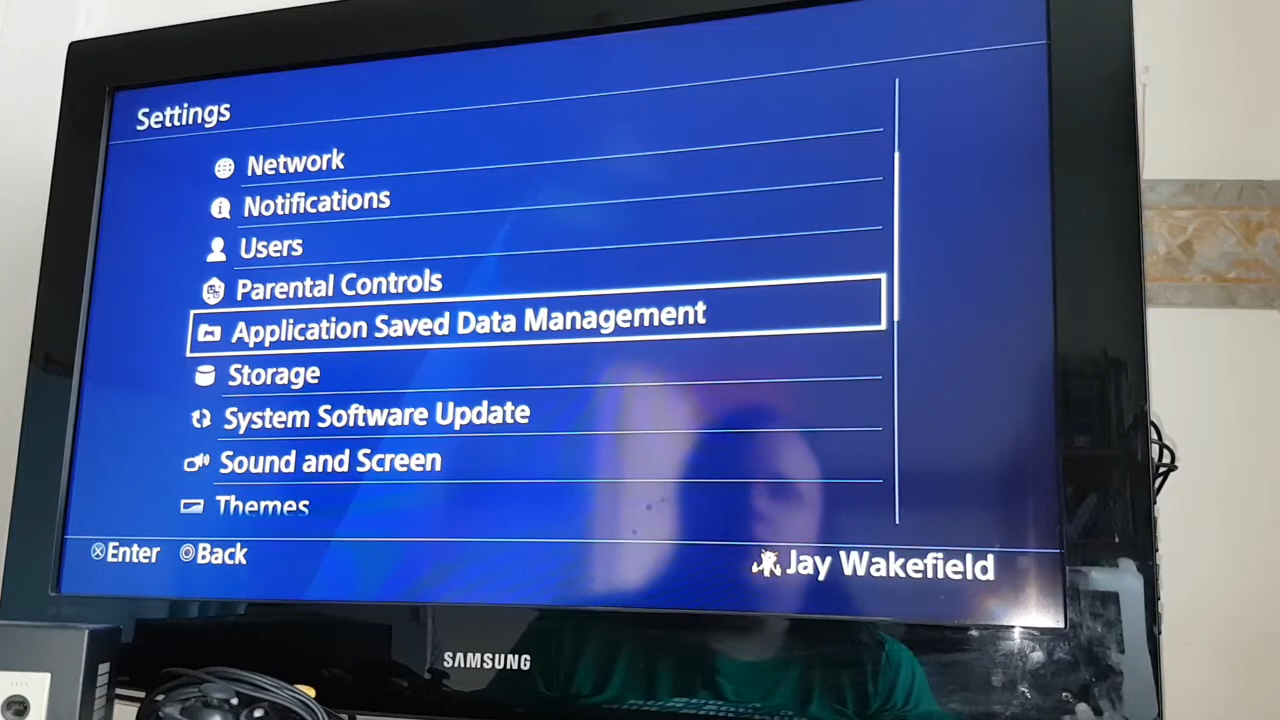 Settings
Network
Notifications
Users
Parental Controls
Application Saved Data Management
Storage
System Software Update
Sound and Screen
Themes
Enter Back
Jay Wakefield
SAMSUNG